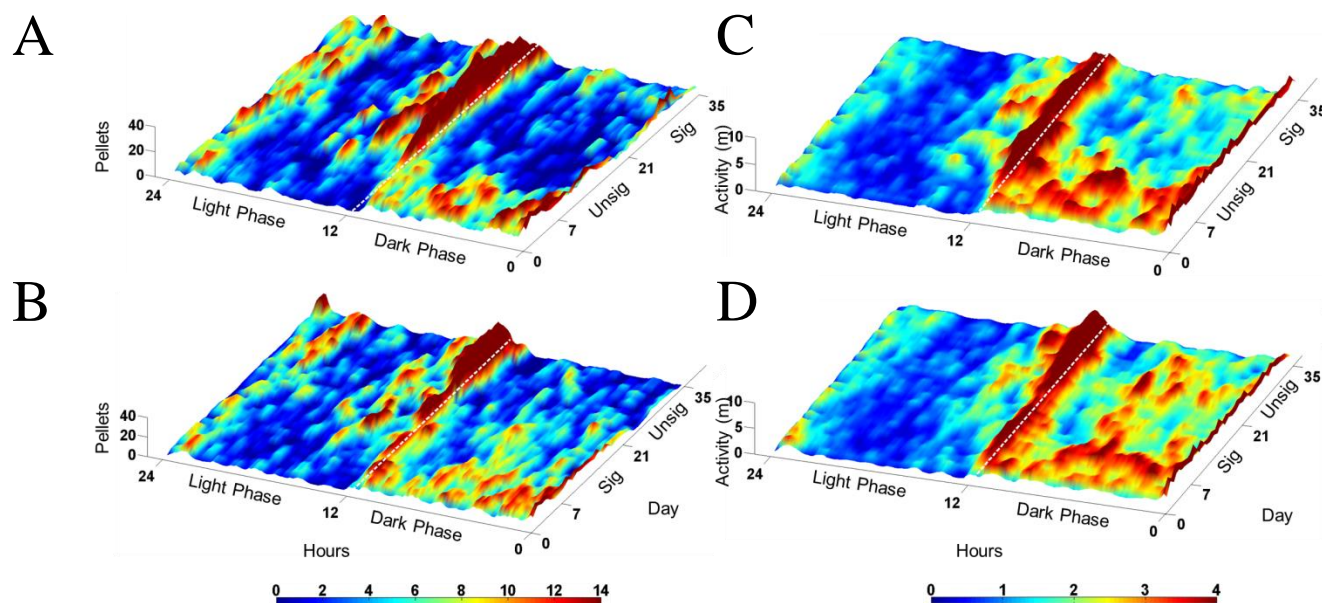 A
Pellets
40
20
0
24
Light Phase
12
Dark Phase
0
0
7
Unsig
21
Sig
35
C
Activity (m)
10
5
0
24
Light Phase
12
Dark Phase
0
0
7
Unsig
21
Sig
35
B
Pellets
40
20
0
24
Light Phase
12
Dark Phase
0
0
7
Sig
21
Unsig
35
Day
Hours
D
Activity (m)
10
5
0
24
Light Phase
12
Dark Phase
0
0
7
Sig
21
Unsig
35
Day
Hours
0 2 4 6 8 10 12 14
0 1 2 3 4